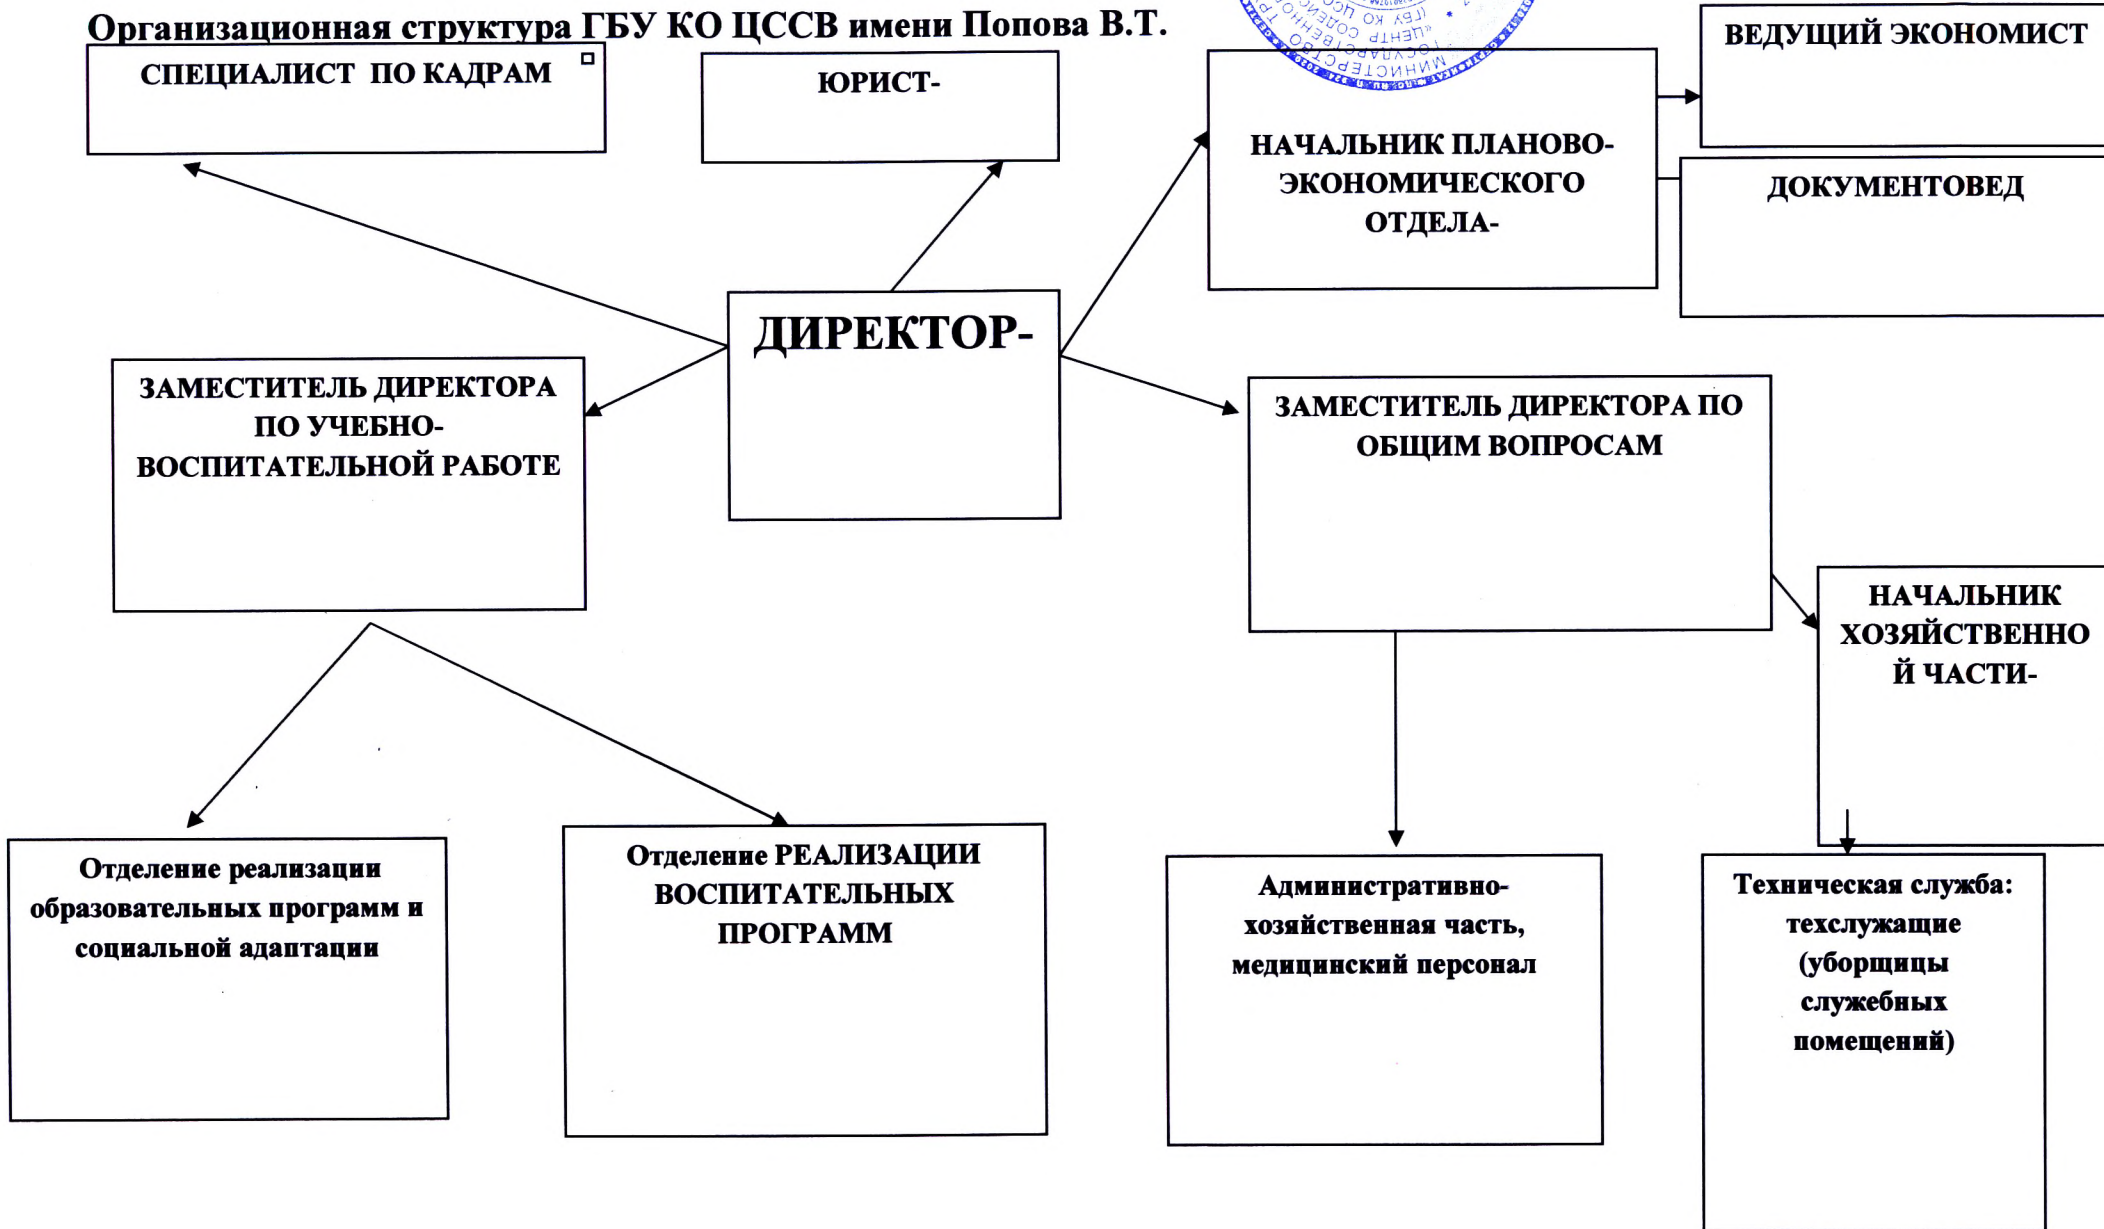 Организационная структура ГБУ КО ЦССВ имени Попова В.Т.
СПЕЦИАЛИСТ ПО КАДРАМ
ЮРИСТ-
МИНИСТЕРСТВО
НАЧАЛЬНИК ПЛАНОВО-
ЭКОНОМИЧЕСКОГО
ОТДЕЛА-
ВЕДУЩИЙ ЭКОНОМИСТ
ДОКУМЕНТОВЕД
ДИРЕКТОР-
ЗАМЕСТИТЕЛЬ ДИРЕКТОРА
ПО УЧЕБНО-
ВОСПИТАТЕЛЬНОЙ РАБОТЕ
ЗАМЕСТИТЕЛЬ ДИРЕКТОРА ПО
ОБЩИМ ВОПРОСАМ
НАЧАЛЬНИК
ХОЗЯЙСТВЕННО
Й ЧАСТИ-
Отделение реализации
образовательных программ и
социальной адаптации
Отделение РЕАЛИЗАЦИИ
ВОСПИТАТЕЛЬНЫХ
ПРОГРАММ
Административно-
хозяйственная часть,
медицинский персонал
Техническая служба:
техслужащие
(уборщицы
служебных
помещений)